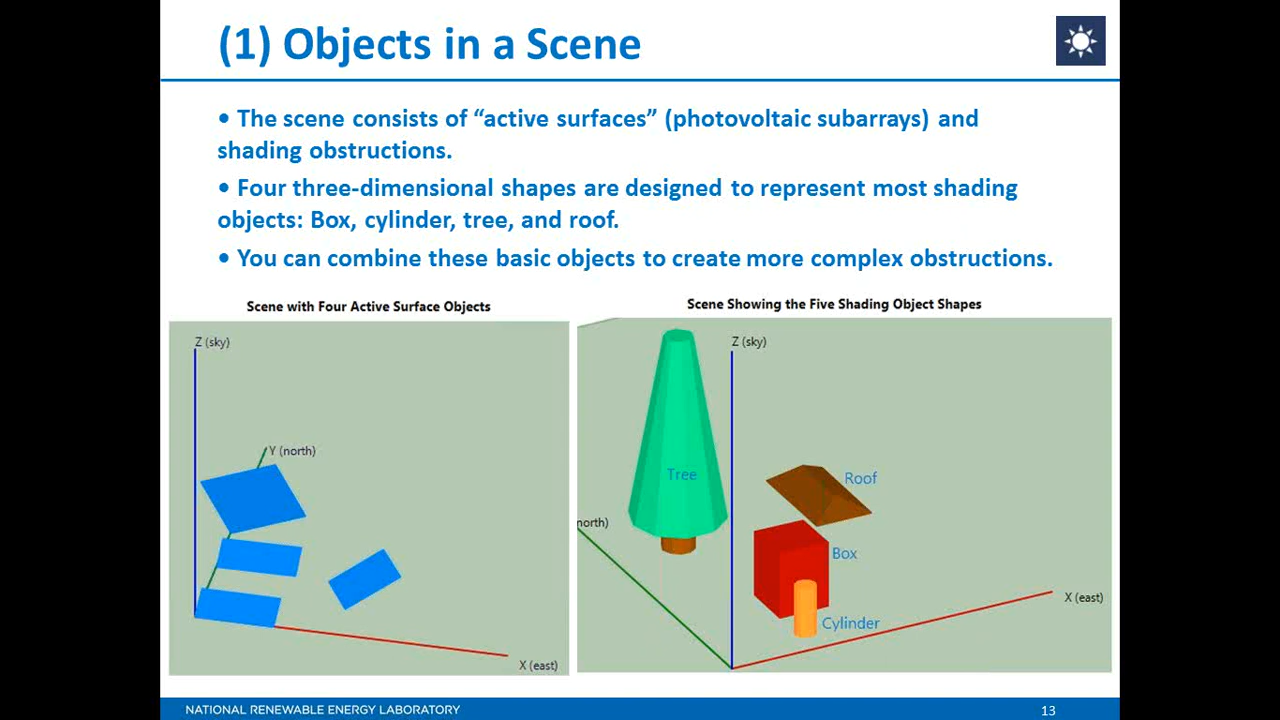 (1) Objects in a Scene
• The scene consists of “active surfaces” (photovoltaic subarrays) and
shading obstructions.
• Four three-dimensional shapes are designed to represent most shading
objects: Box, cylinder, tree, and roof.
• You can combine these basic objects to create more complex obstructions.
Scene with Four Active Surface Objects
Z (sky)
Y (north)
X (east)
Scene Showing the Five Shading Object Shapes
Z (sky)
Tree
Roof
north)
Box
X (east)
Cylinder
NATIONAL RENEWABLE ENERGY LABORATORY
13